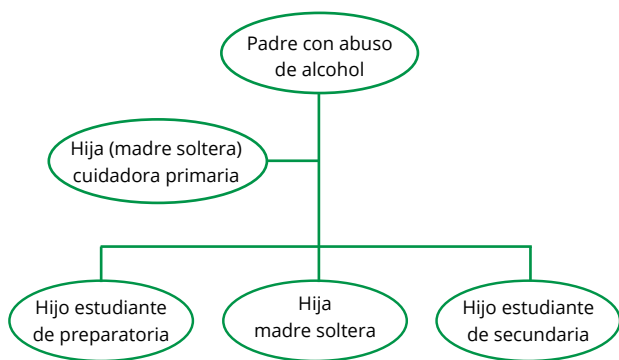 Padre con abuso
de alcohol
Hija (madre soltera)
cuidadora primaria
Hijo estudiante
de preparatoria
Hija
madre soltera
Hijo estudiante
de secundaria